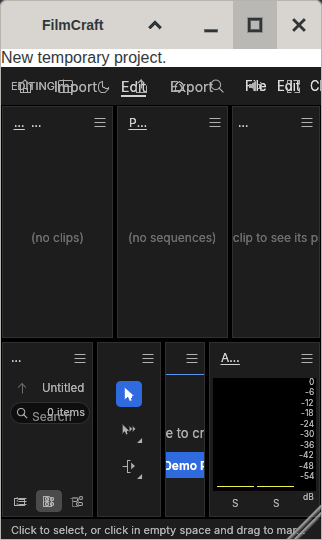 FilmCraft
New temporary project.
EDITING Import Edit Export File Edit
... ... P... ...
(no clips) (no sequences) clip to see its p
... A...
Untitled
Search 0 items
e to cr
Demo
0
-6
-12
-18
-24
-30
-36
-42
-48
-54
dB
S S
Click to select, or click in empty space and drag to mar